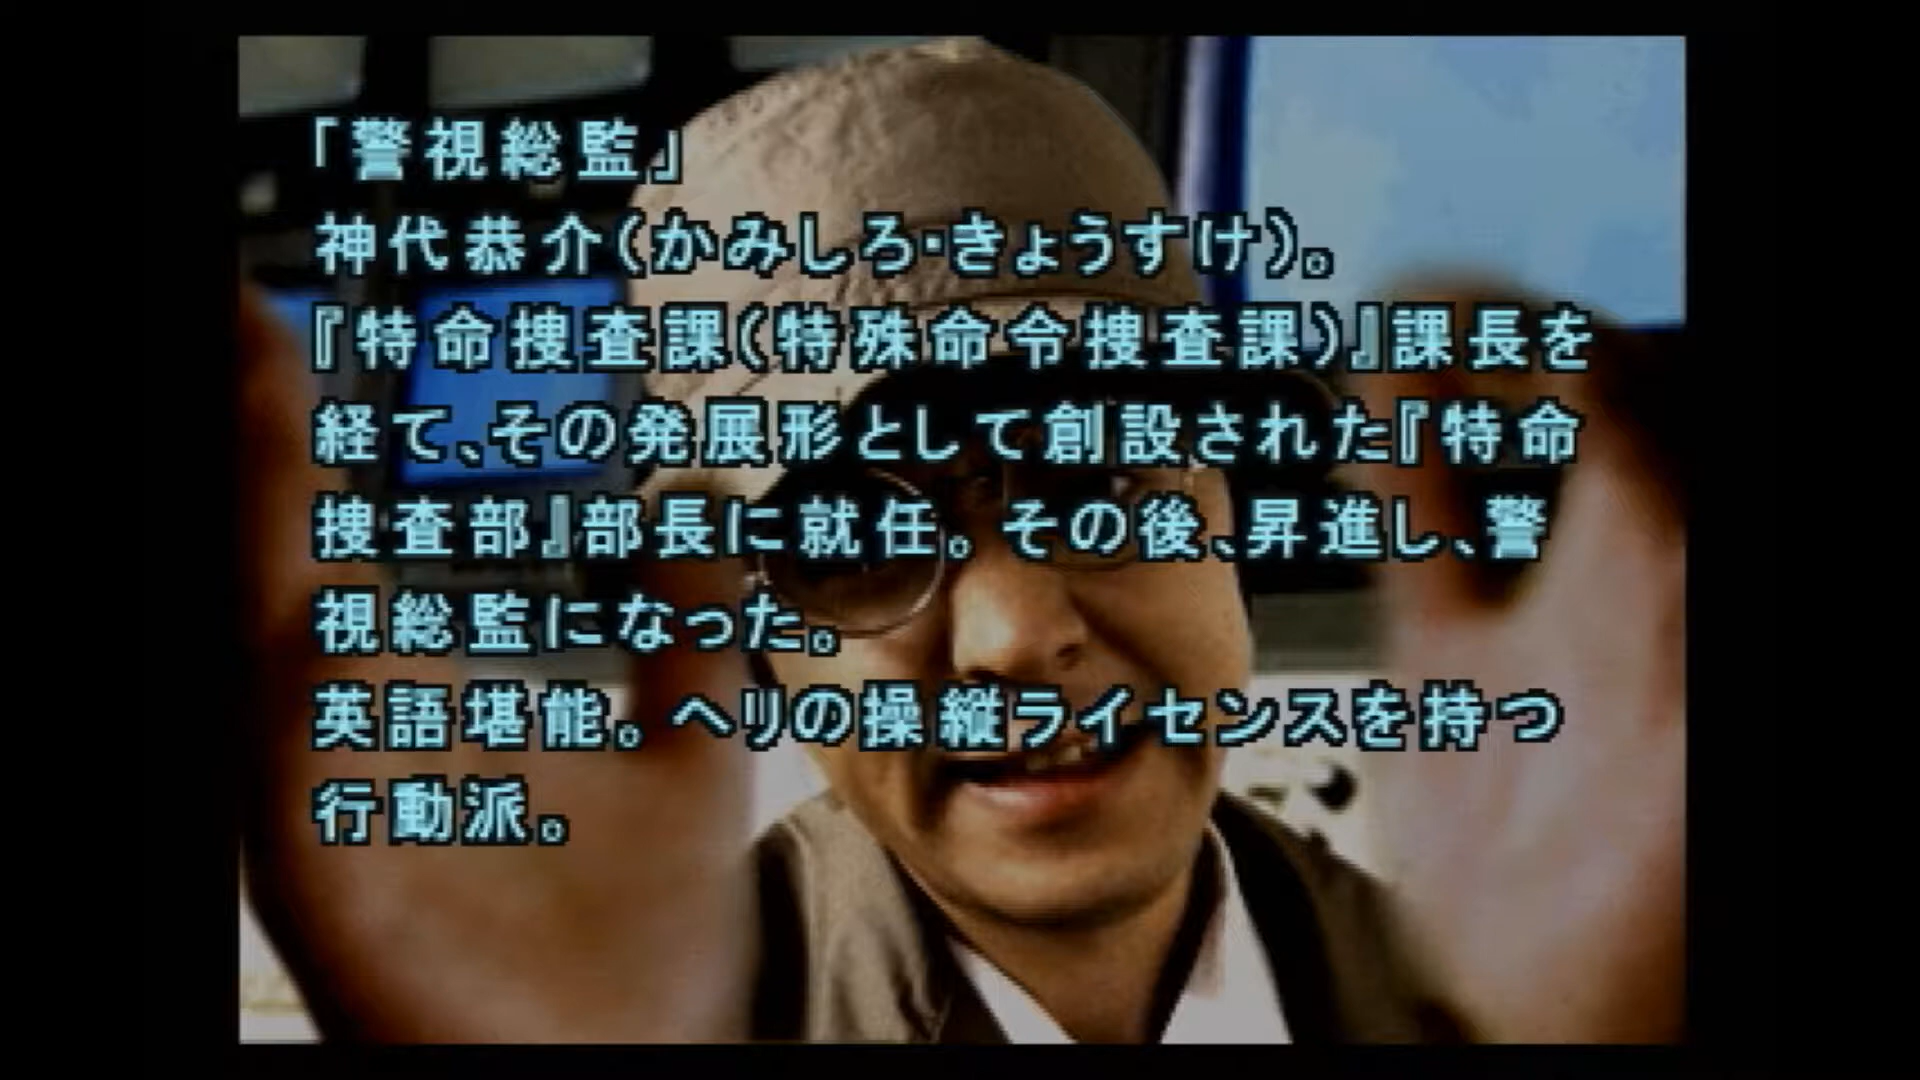 「警視総監」
神代恭介(かみしろ・きょうすけ)。
『特命捜査課(特殊命令捜査課)』課長を
経て、その発展形として創設された『特命
捜査部』部長に就任。その後、昇進し、警
視総監になった。
英語堪能。ヘリの操縦ライセンスを持つ
行動派。